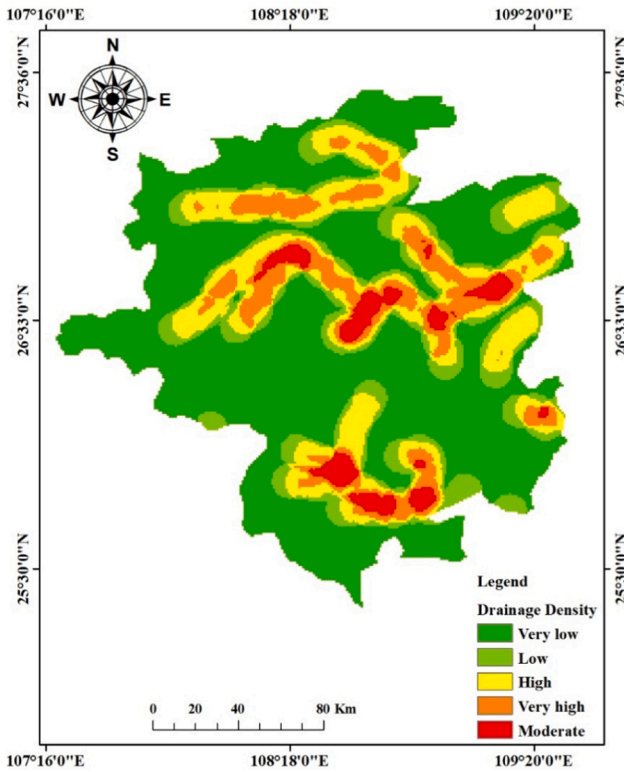 107°16'0"E 108°18'0"E 109°20'0"E
27°36'0"N 27°36'0"N
N
W E
S
26°33'0"N 26°33'0"N
25°30'0"N 25°30'0"N
Legend
Drainage Density
Very low
Low
High
Very high
Moderate
0 20 40 80 Km
107°16'0"E 108°18'0"E 109°20'0"E